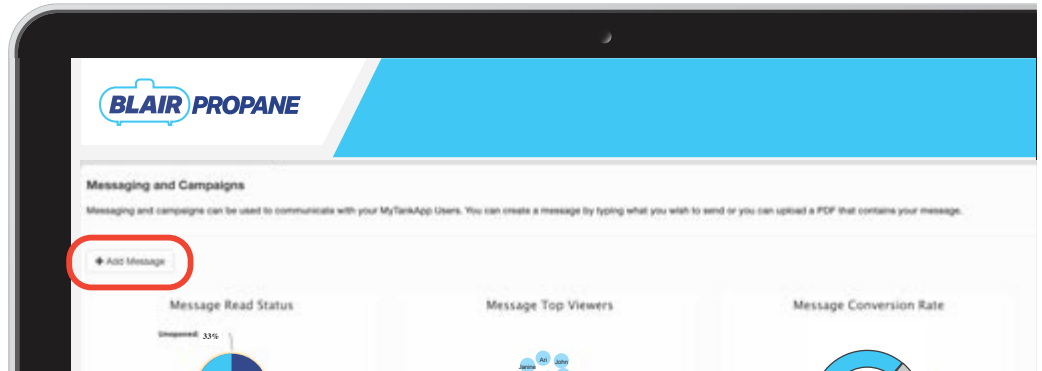 BLAIR PROPANE
Messaging and Campaigns
Messaging and campaigns can be used to communicate with your MyTankApp Users. You can create a message by typing what you wish to send or you can upload a PDF that contains your message.
+ Add Message
Message Read Status
Message Top Viewers
Message Conversion Rate
Unopened: 33%
Janine
Ari
John